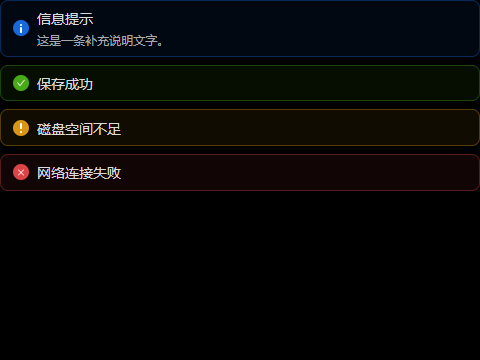 信息提示
这是一条补充说明文字。
保存成功
磁盘空间不足
网络连接失败